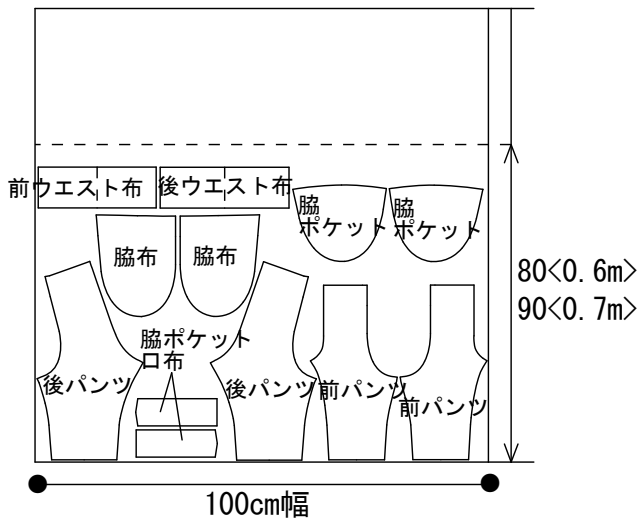 前ウエスト布
後ウエスト布
脇
ポケット
脇
ポケット
脇布
脇布
80<0.6m>
90<0.7m>
脇ポケット
口布
後パンツ
後パンツ
前パンツ
前パンツ
100cm幅